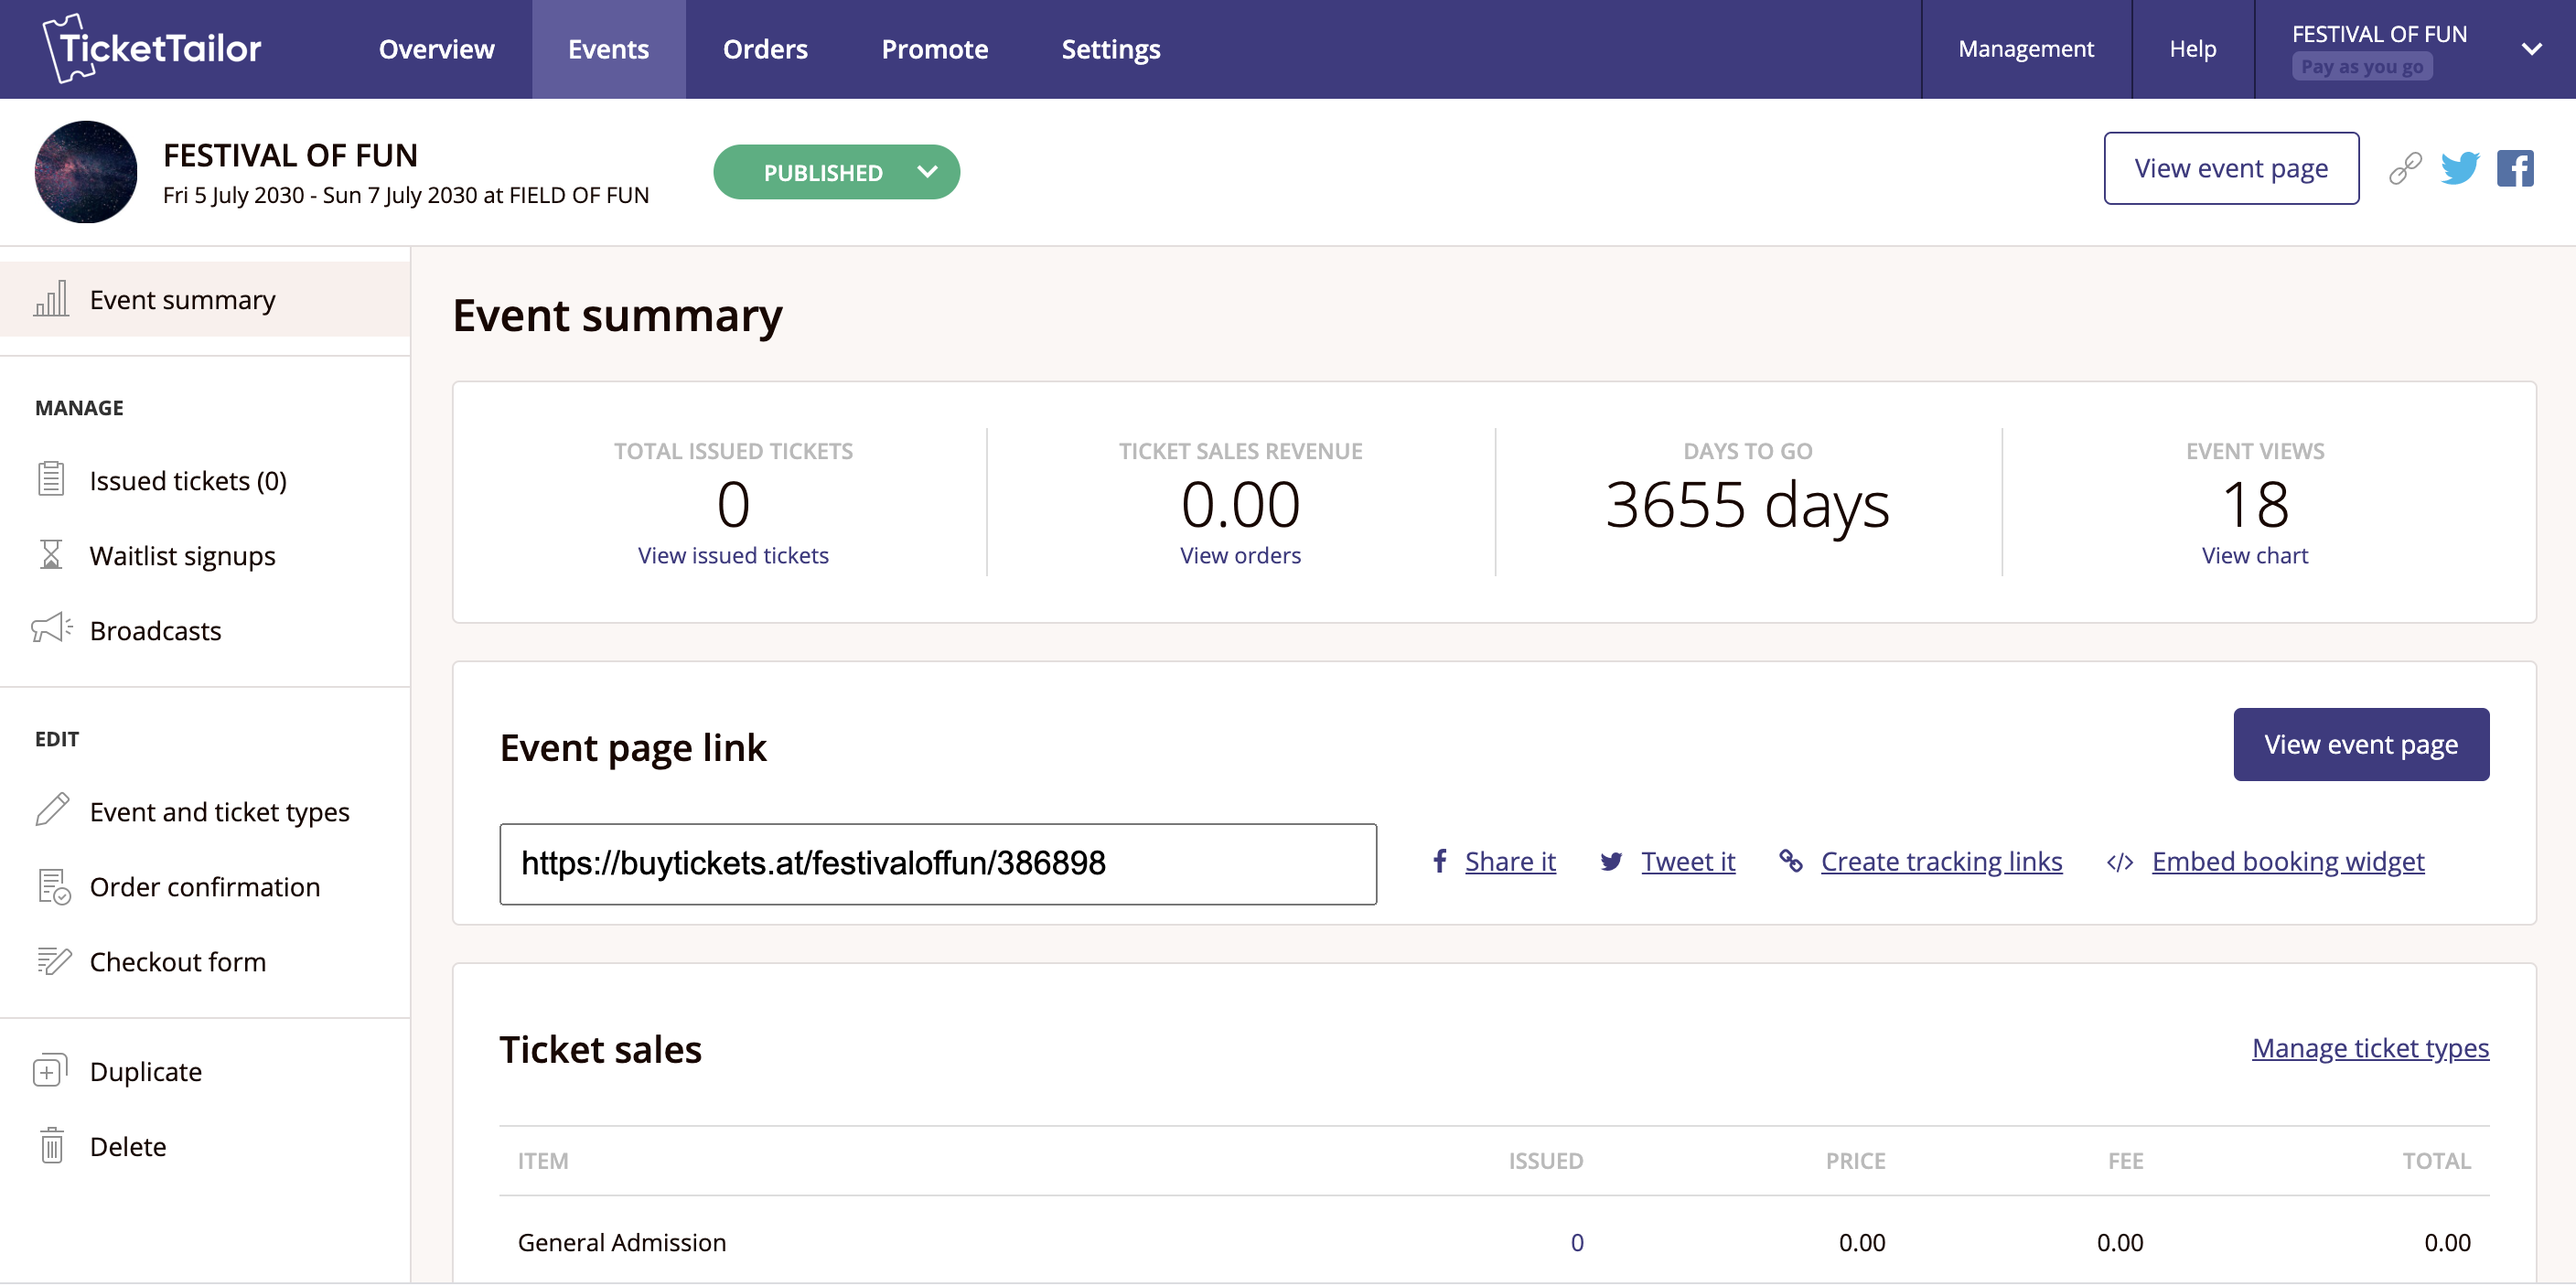 TicketTailor
Overview
Events
Orders
Promote
Settings
Management
Help
FESTIVAL OF FUN
Pay as you go
FESTIVAL OF FUN
Fri 5 July 2030 - Sun 7 July 2030 at FIELD OF FUN
PUBLISHED
View event page
Event summary
MANAGE
Issued tickets (0)
Waitlist signups
Broadcasts
EDIT
Event and ticket types
Order confirmation
Checkout form
Duplicate
Delete
Event summary
TOTAL ISSUED TICKETS
0
View issued tickets
TICKET SALES REVENUE
0.00
View orders
DAYS TO GO
3655 days
EVENT VIEWS
18
View chart
Event page link
View event page
https://buytickets.at/festivaloffun/386898
Share it
Tweet it
Create tracking links
Embed booking widget
Ticket sales
Manage ticket types
ITEM ISSUED PRICE FEE TOTAL
General Admission 0 0.00 0.00 0.00